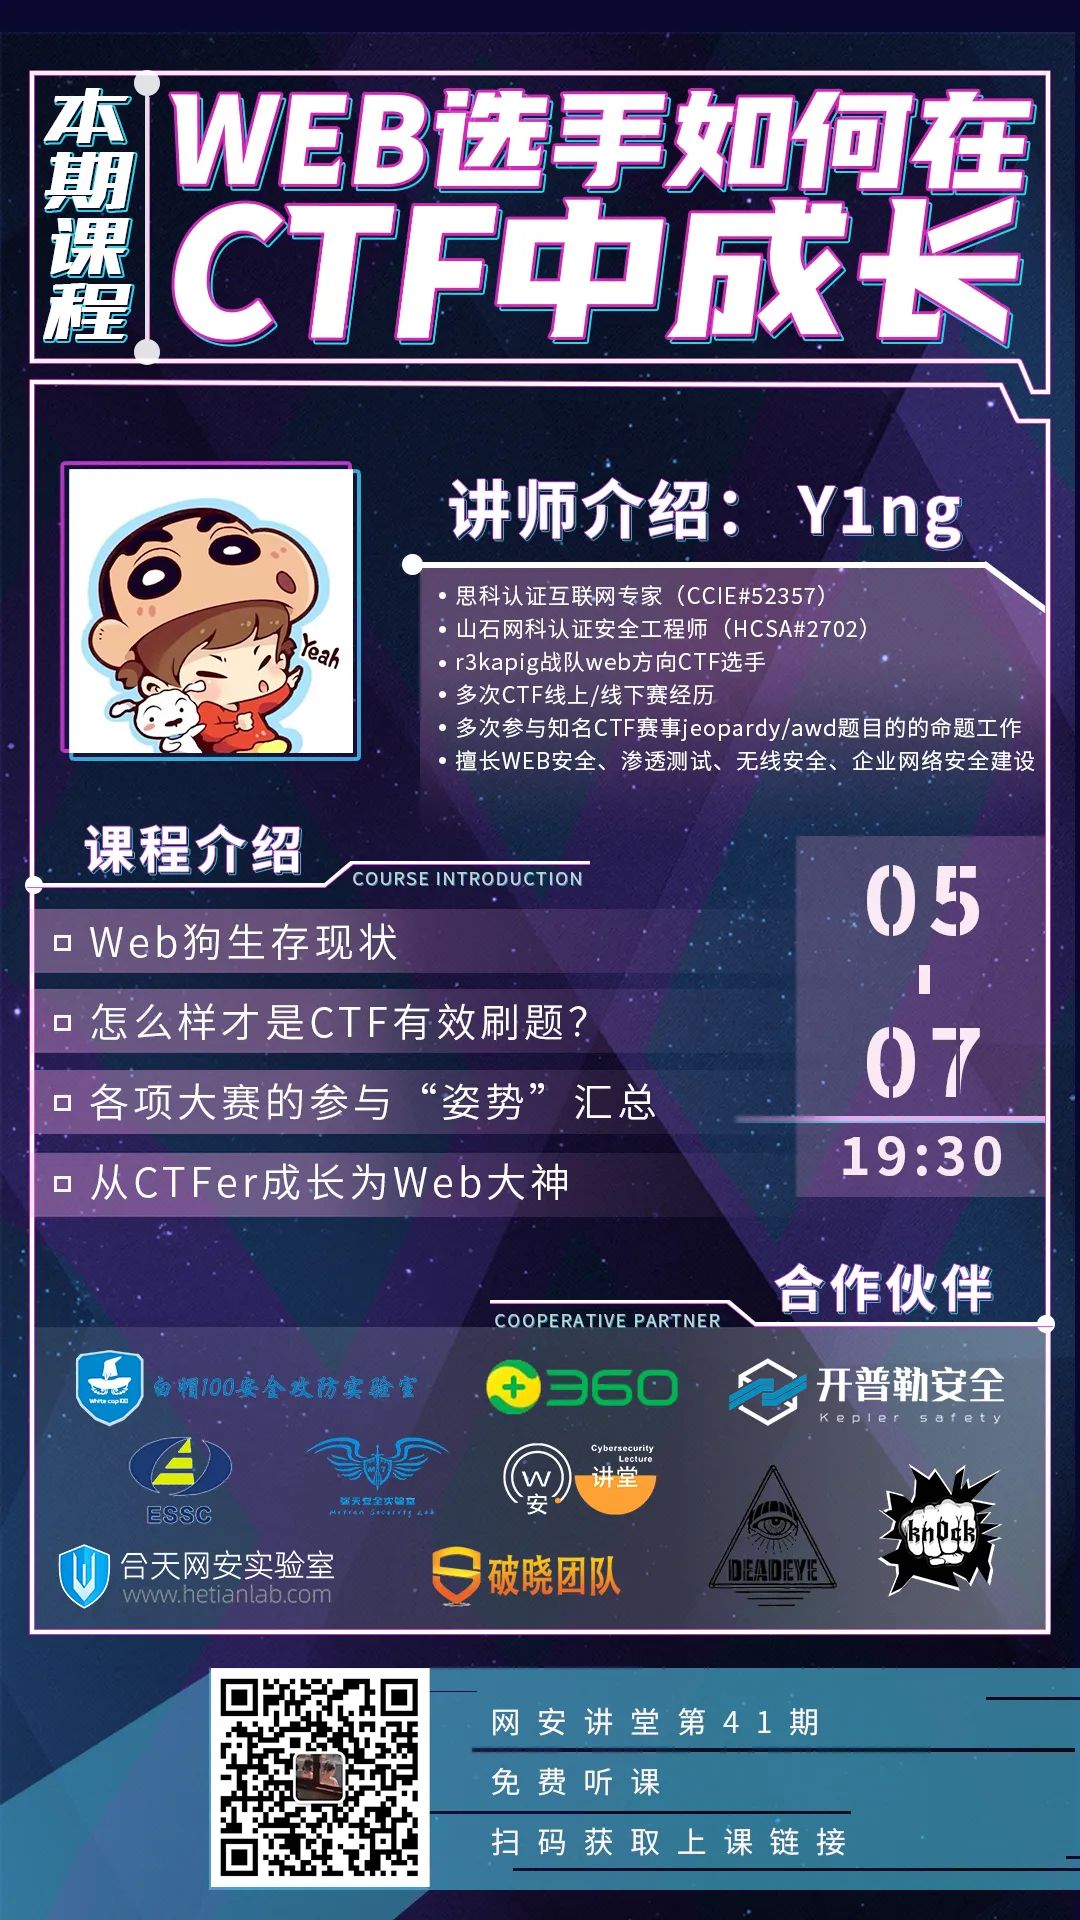 本期课程
WEB选手如何在
CTF中成长
讲师介绍： Y1ng
思科认证互联网专家（CCIE#52357）
山石网科认证安全工程师（HCSA#2702）
r3kapig战队web方向CTF选手
多次CTF线上/线下赛经历
多次参与知名CTF赛事jeopardy/awd题目的的命题工作
擅长WEB安全、渗透测试、无线安全、企业网络安全建设
Yeah
课程介绍
COURSE INTRODUCTION
Web狗生存现状
怎么样才是CTF有效刷题？
各项大赛的参与“姿势”汇总
从CTFer成长为Web大神
05
-
07
19:30
合作伙伴
COOPERATIVE PARTNER
White cap100
白帽100安全攻防实验室
360
开普勒安全
Kepler safety
ESSC
W安
Cybersecurity
Lecture
讲堂
DEADEYE
kn0ck
合天网安实验室
www.hetianlab.com
破晓团队
网安讲堂第41期
免费听课
扫码获取上课链接